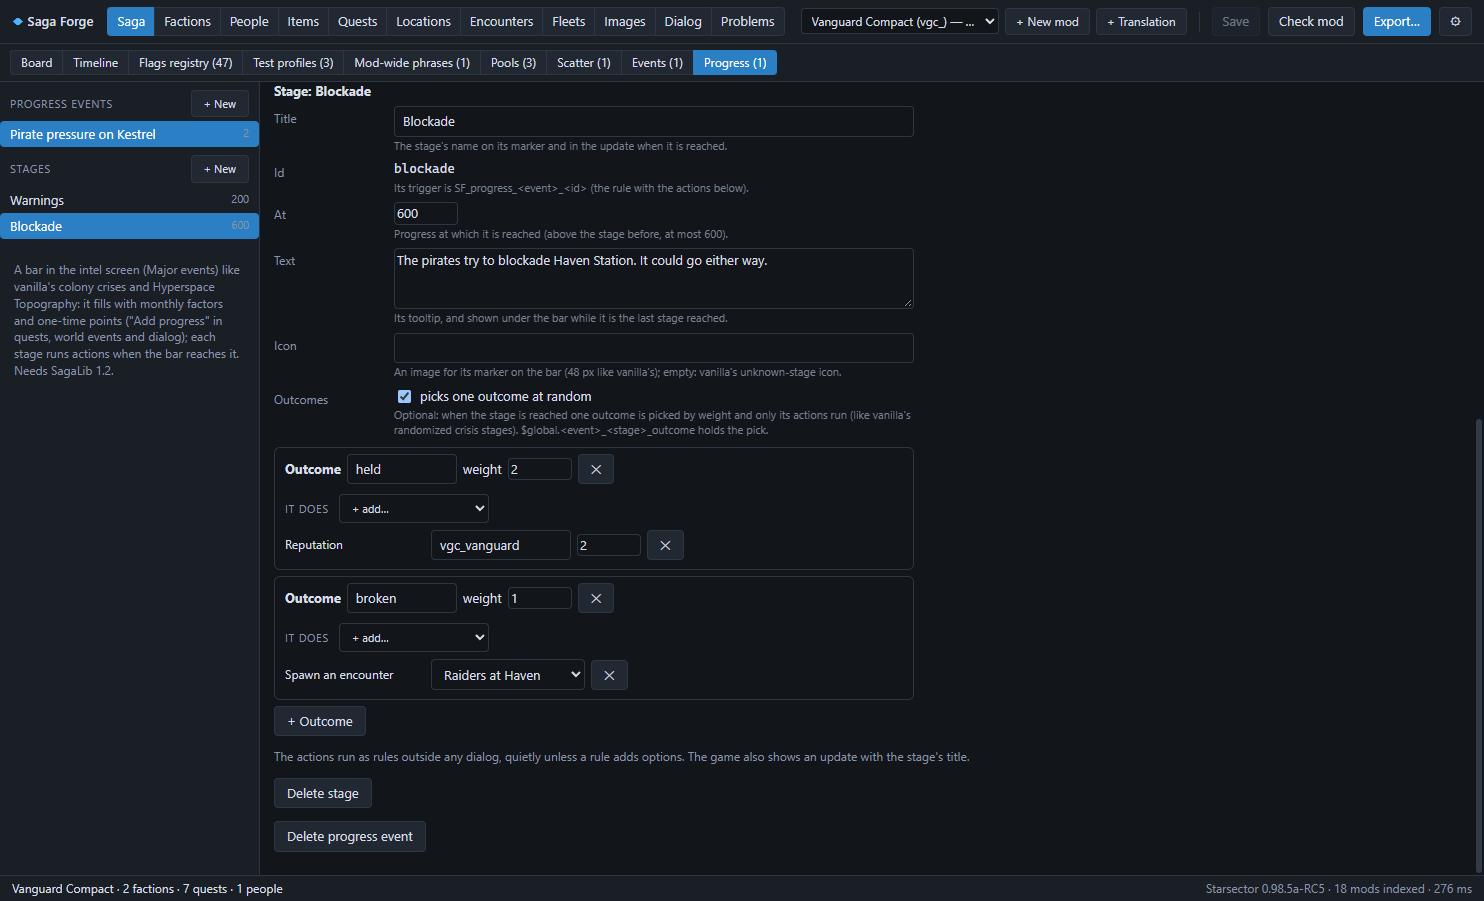 Saga Forge Saga Factions People Items Quests Locations Encounters Fleets Images Dialog Problems Vanguard Compact (vgc_) — ... + New mod + Translation Save Check mod Export...
Board Timeline Flags registry (47) Test profiles (3) Mod-wide phrases (1) Pools (3) Scatter (1) Events (1) Progress (1)
PROGRESS EVENTS + New
Pirate pressure on Kestrel 2
STAGES + New
Warnings 200
Blockade 600
A bar in the intel screen (Major events) like
vanilla's colony crises and Hyperspace
Topography: it fills with monthly factors
and one-time points ("Add progress" in
quests, world events and dialog); each
stage runs actions when the bar reaches it.
Needs SagaLib 1.2.
Stage: Blockade
Title Blockade
The stage's name on its marker and in the update when it is reached.
Id blockade
Its trigger is SF_progress_<event>_<id> (the rule with the actions below).
At 600
Progress at which it is reached (above the stage before, at most 600).
Text The pirates try to blockade Haven Station. It could go either way.
Its tooltip, and shown under the bar while it is the last stage reached.
Icon
An image for its marker on the bar (48 px like vanilla's); empty: vanilla's unknown-stage icon.
Outcomes picks one outcome at random
Optional: when the stage is reached one outcome is picked by weight and only its actions run (like vanilla's
randomized crisis stages). $global.<event>_<stage>_outcome holds the pick.
Outcome held weight 2 ×
IT DOES + add...
Reputation vgc_vanguard 2 ×
Outcome broken weight 1 ×
IT DOES + add...
Spawn an encounter Raiders at Haven ×
+ Outcome
The actions run as rules outside any dialog, quietly unless a rule adds options. The game also shows an update with the stage's title.
Delete stage
Delete progress event
Vanguard Compact · 2 factions · 7 quests · 1 people Starsector 0.98.5a-RC5 · 18 mods indexed · 276 ms